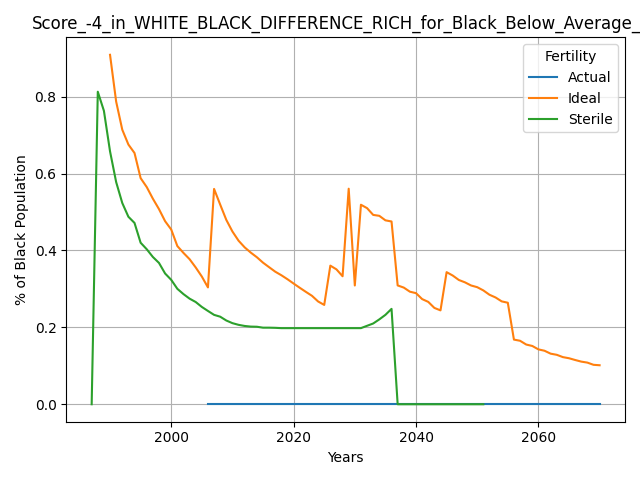 Score_-4_in_WHITE_BLACK_DIFFERENCE_RICH_for_Black_Below_Average_
Fertility
Actual
Ideal
Sterile
% of Black Population
0.8
0.6
0.4
0.2
0.0
2000 2020 2040 2060
Years